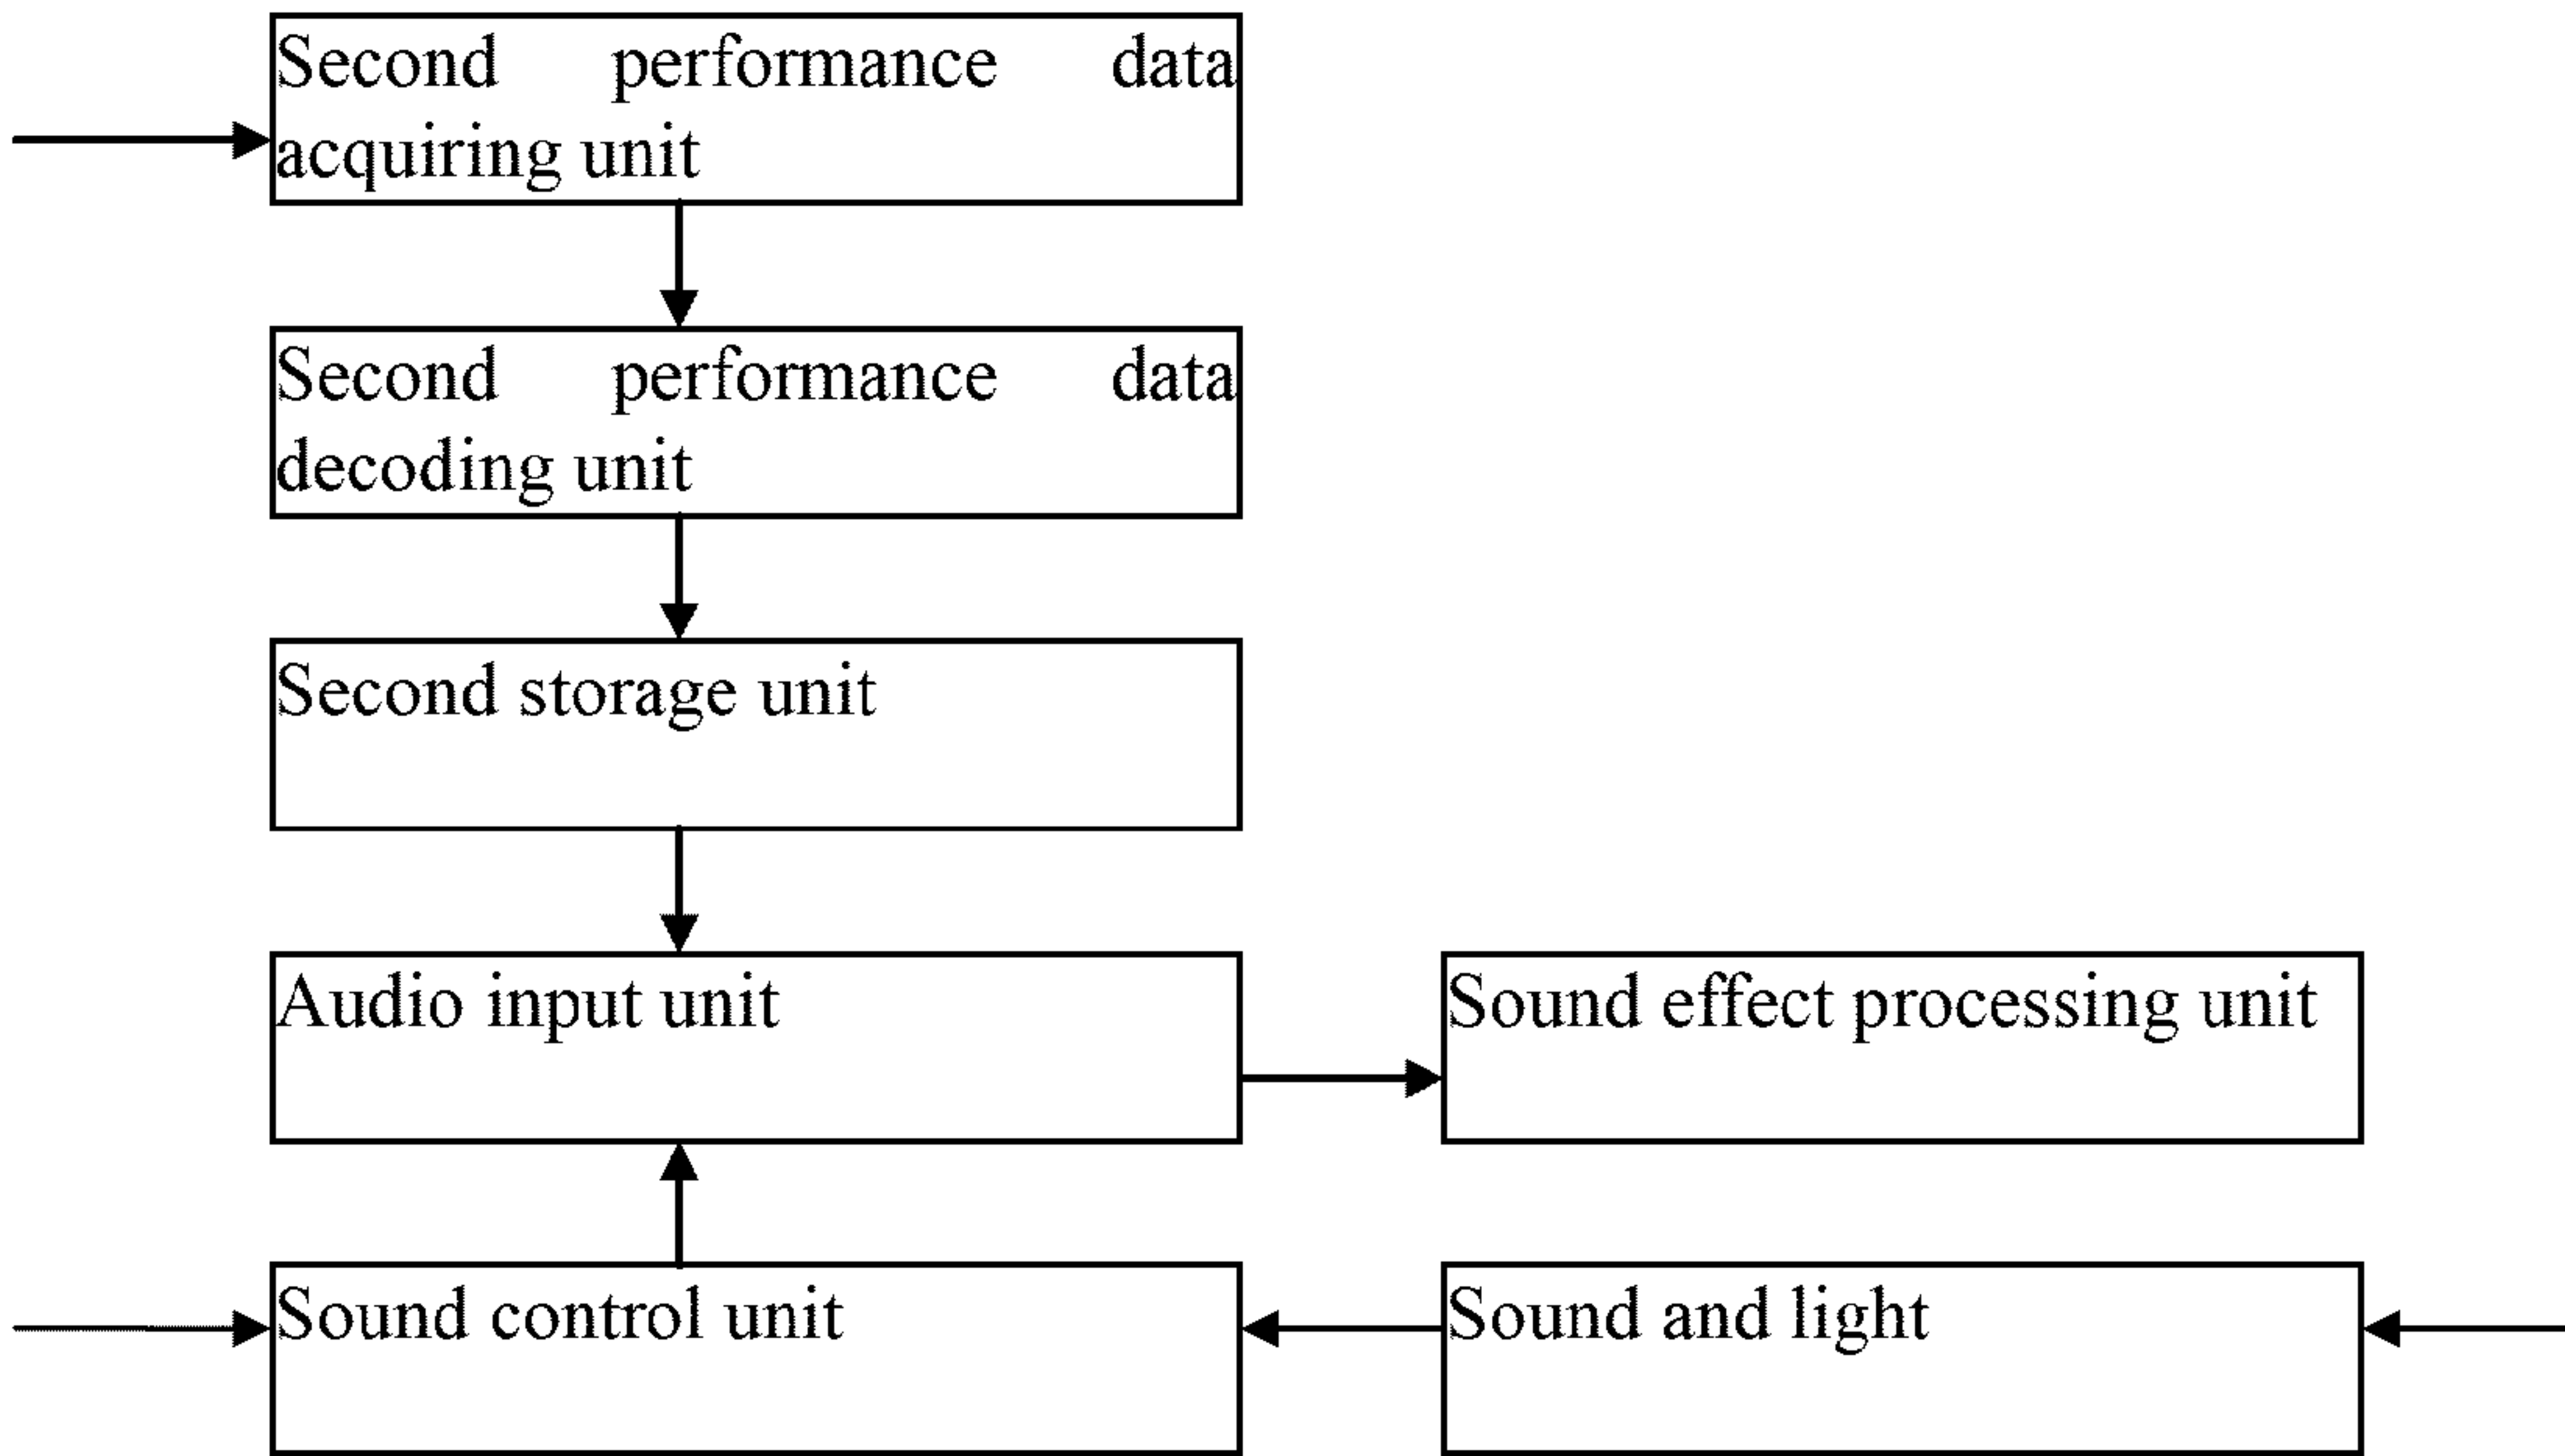 Second performance data
acquiring unit
Second performance data
decoding unit
Second storage unit
Audio input unit
Sound effect processing unit
Sound control unit
Sound and light